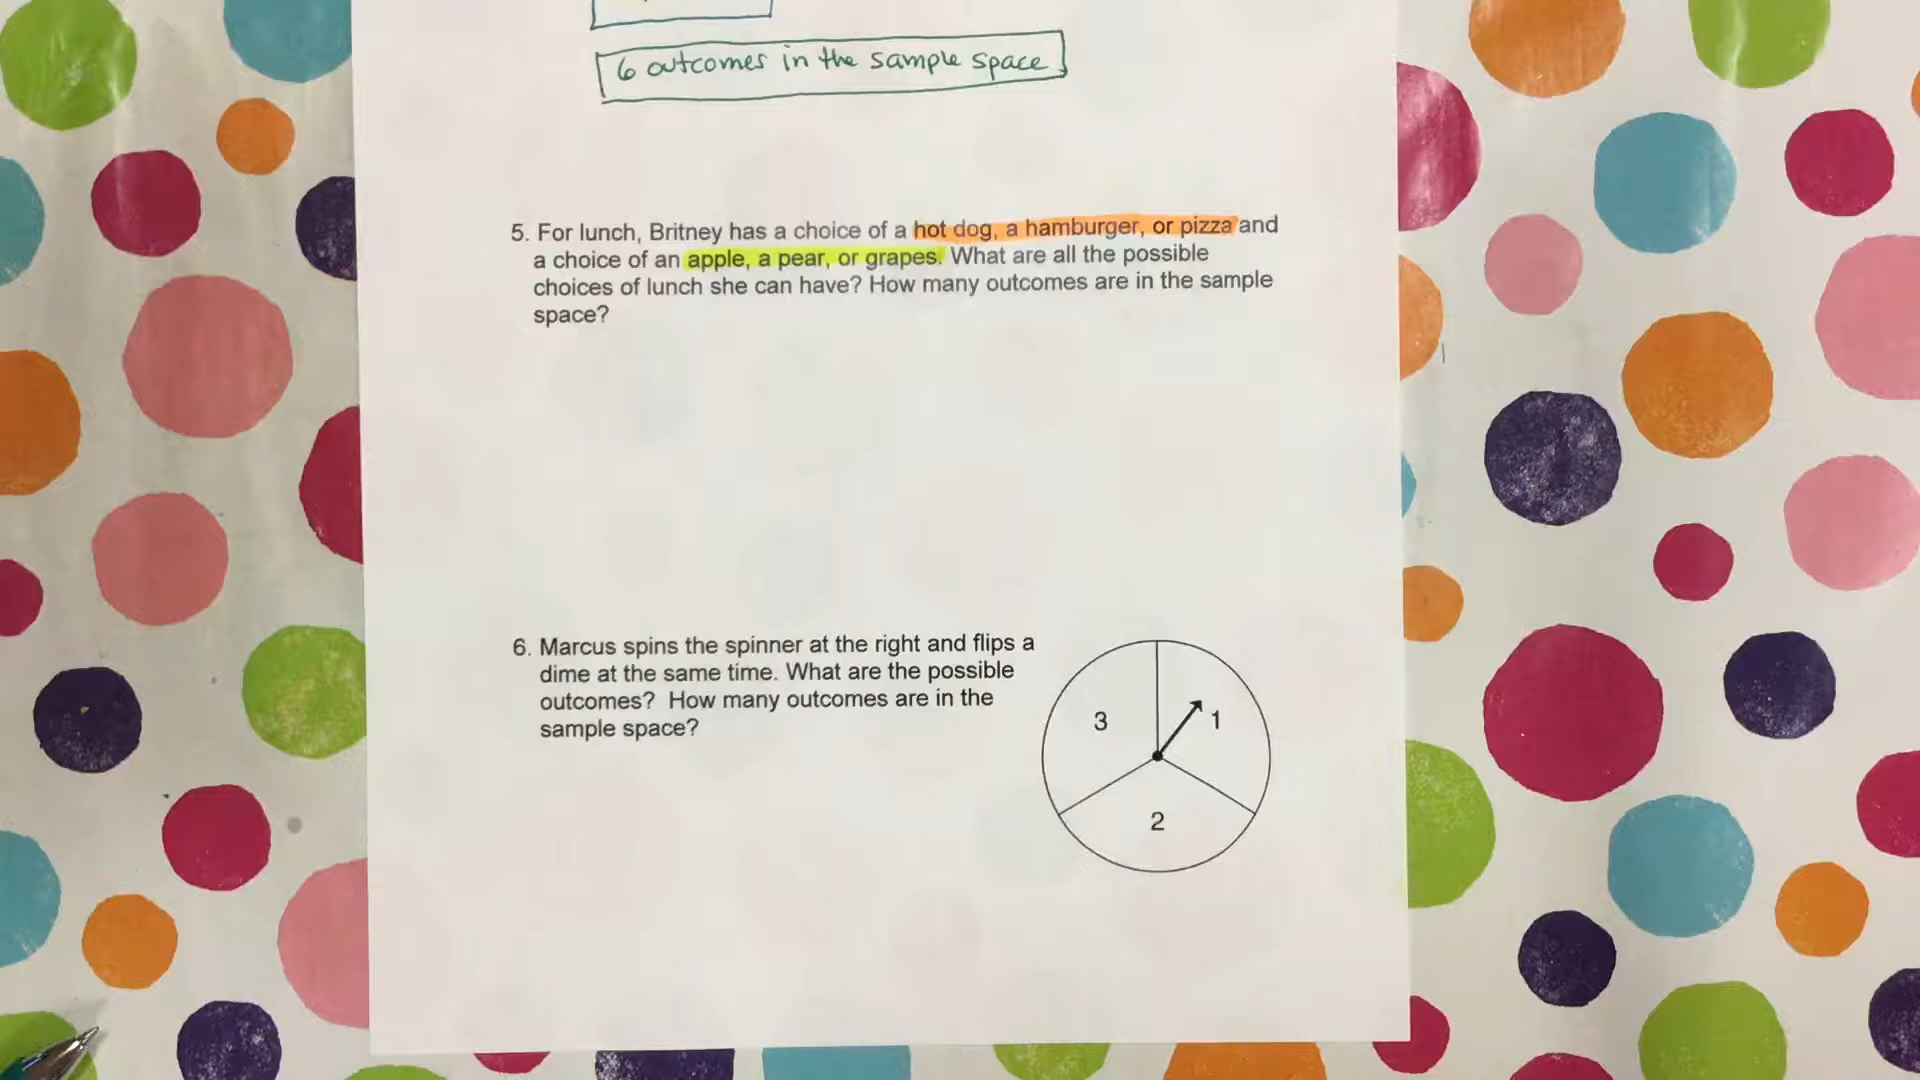 6 outcomes in the sample space
5. For lunch, Britney has a choice of a hot dog, a hamburger, or pizza and
a choice of an apple, a pear, or grapes. What are all the possible
choices of lunch she can have? How many outcomes are in the sample
space?
6. Marcus spins the spinner at the right and flips a
dime at the same time. What are the possible
outcomes? How many outcomes are in the
sample space?
3
1
2